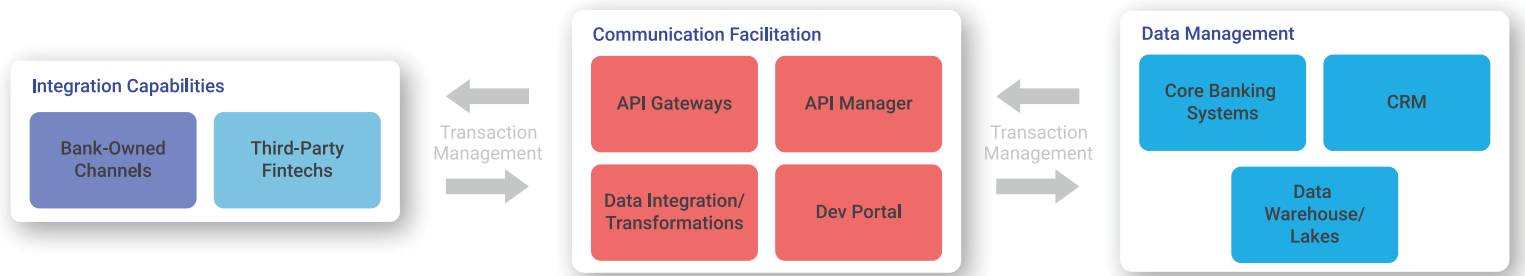 Integration Capabilities
Bank-Owned
Channels
Third-Party
Fintechs
Transaction
Management
Communication Facilitation
API Gateways
API Manager
Data Integration/
Transformations
Dev Portal
Transaction
Management
Data Management
Core Banking
Systems
CRM
Data
Warehouse/
Lakes